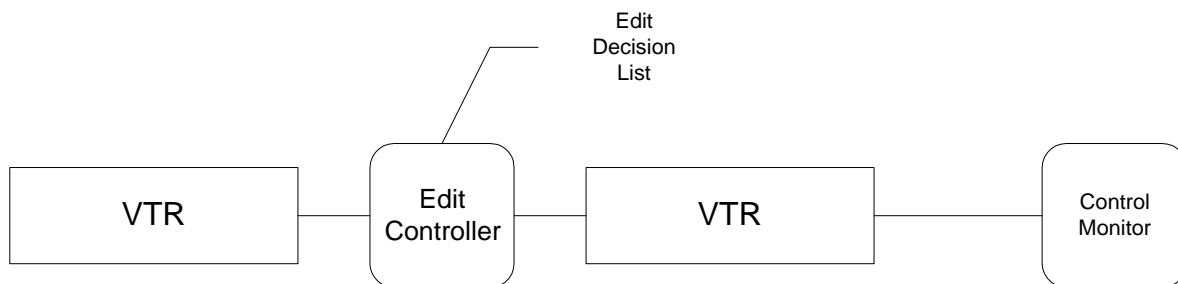 Edit
Decision
List
VTR
Edit
Controller
VTR
Control
Monitor